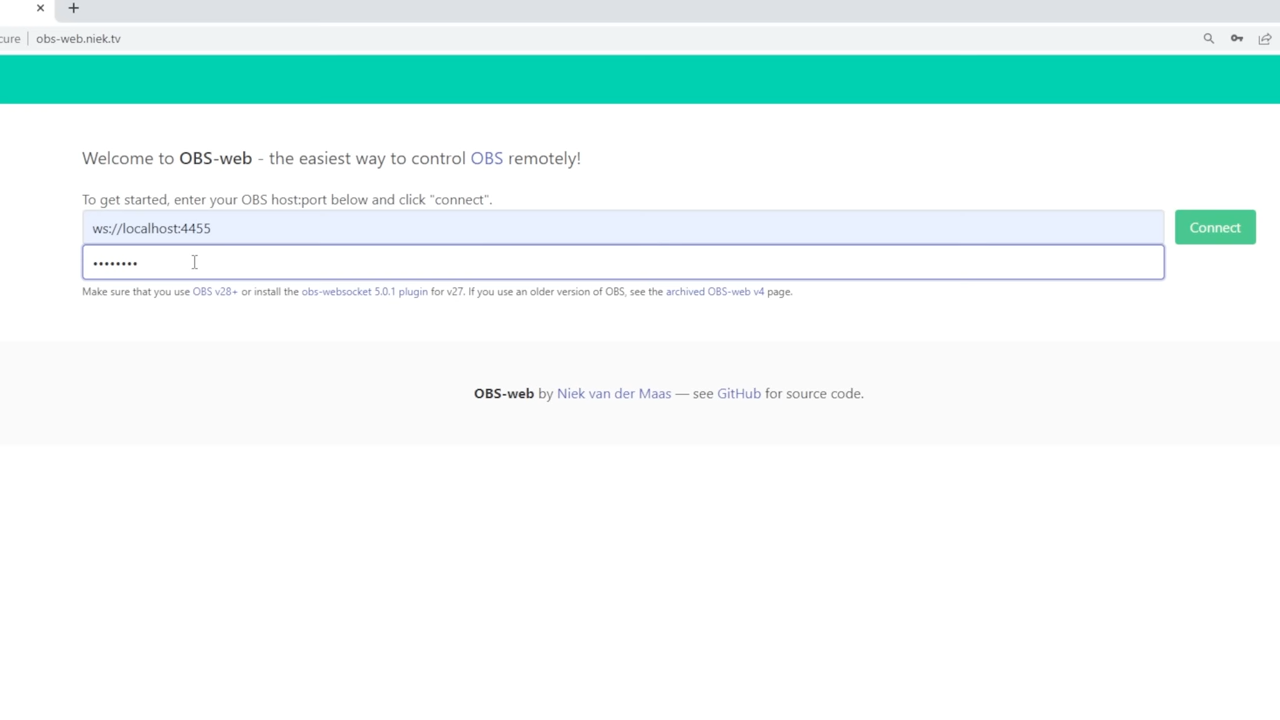 cure | obs-web.niek.tv
Welcome to OBS-web - the easiest way to control OBS remotely!
To get started, enter your OBS host:port below and click "connect".
ws://localhost:4455
Connect
••••••••
Make sure that you use OBS v28+ or install the obs-websocket 5.0.1 plugin for v27. If you use an older version of OBS, see the archived OBS-web v4 page.
OBS-web by Niek van der Maas — see GitHub for source code.